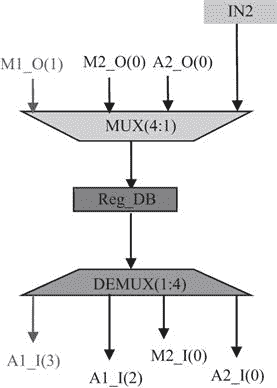 IN2
M1_O(1) M2_O(0) A2_O(0)
MUX(4:1)
Reg_DB
DEMUX(1:4)
A1_I(3) A1_I(2) M2_I(0) A2_I(0)